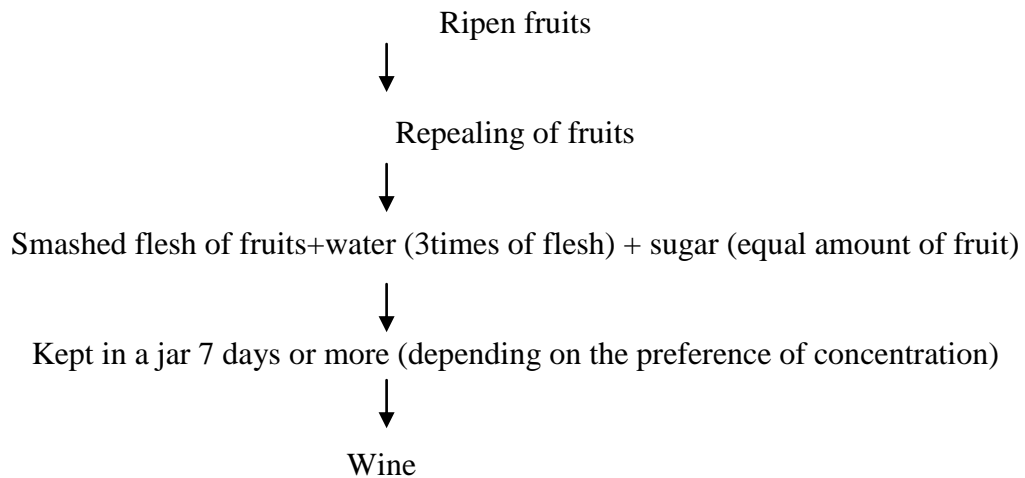 Ripen fruits
Repealing of fruits
Smashed flesh of fruits+water (3times of flesh) + sugar (equal amount of fruit)
Kept in a jar 7 days or more (depending on the preference of concentration)
Wine